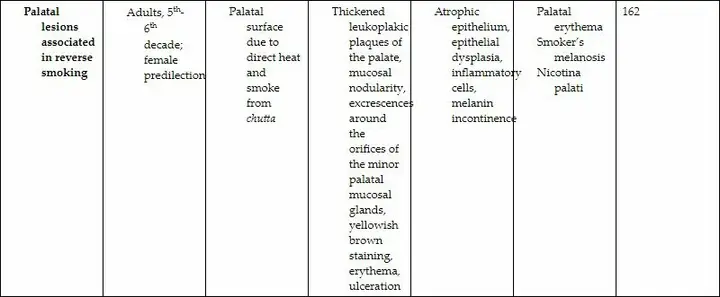 Palatal
lesions
associated
in reverse
smoking
Adults, 5th-
6th
decade;
female
predilection
Palatal
surface
due to
direct heat
and
smoke
from
chutta
Thickened
leukoplakic
plaques of
the palate,
mucosal
nodularity,
excrescences
around
the
orifices of
the minor
palatal
mucosal
glands,
yellowish
brown
staining,
erythema,
ulceration
Atrophic
epithelium,
epithelial
dysplasia,
inflammatory
cells,
melanin
incontinence
Palatal
erythema
Smoker's
melanosis
Nicotina
palati
162